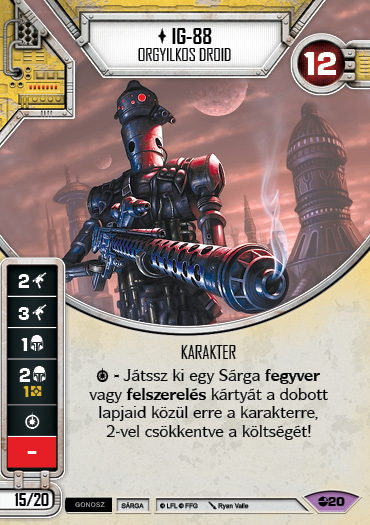 IG-88
ORGYILKOS DROID
12
2
3
1
2
1
-
15/20
KARAKTER
- Játssz ki egy Sárga fegyver
vagy felszerelés kártyát a dobott
lapjaid közül erre a karakterre,
2-vel csökkentve a költségét!
GONOSZ
SÁRGA
© LFL © FFG
Ryan Valle
20